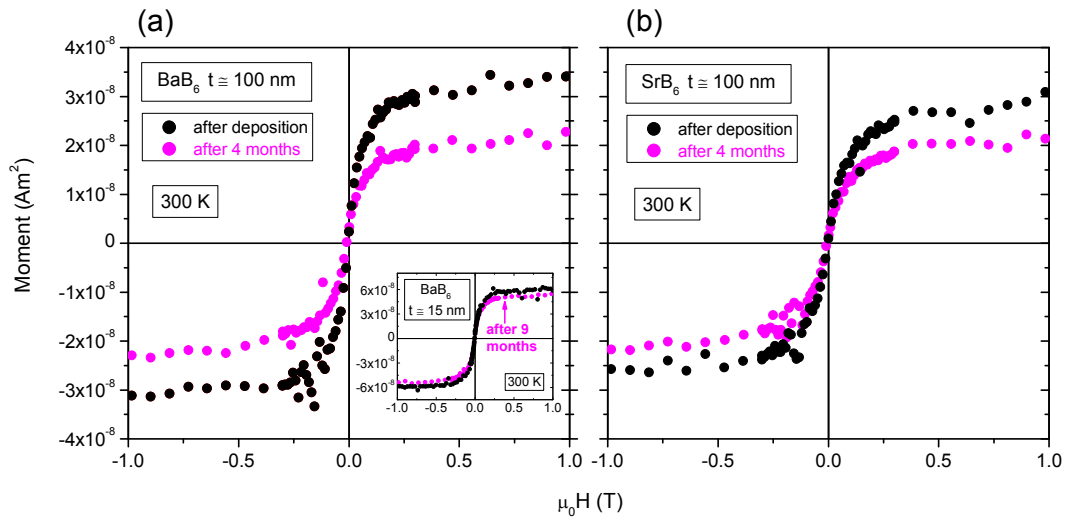 (a)
(b)
Moment (Am²)
4x10⁻⁸
3x10⁻⁸
2x10⁻⁸
1x10⁻⁸
0
-1x10⁻⁸
-2x10⁻⁸
-3x10⁻⁸
-4x10⁻⁸
BaB₆ t ≅ 100 nm
after deposition
after 4 months
300 K
6x10⁻⁸
3x10⁻⁸
0
-3x10⁻⁸
-6x10⁻⁸
BaB₆
t ≅ 15 nm
after 9
months
300 K
-1.0 -0.5 0.0 0.5 1.0
-1.0 -0.5 0.0 0.5 1.0
SrB₆ t ≅ 100 nm
after deposition
after 4 months
300 K
-1.0 -0.5 0.0 0.5 1.0
μ₀H (T)